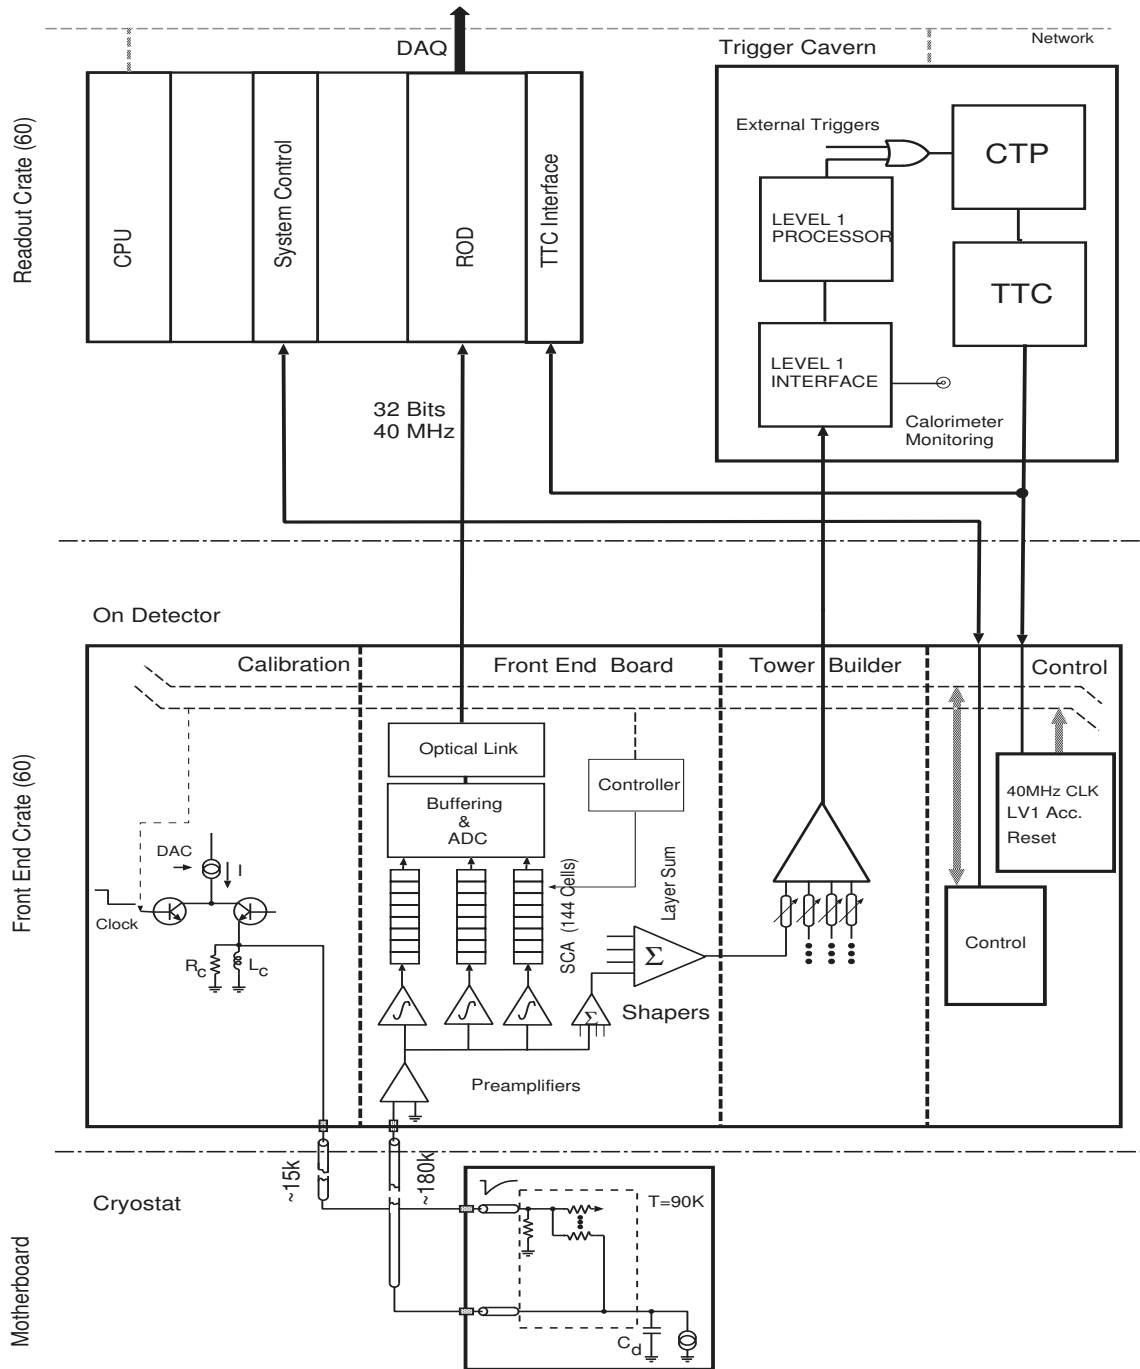 DAQ
Network
Trigger Cavern
Readout Crate (60)
CPU
System Control
ROD
TTC Interface
External Triggers
CTP
LEVEL 1
PROCESSOR
TTC
LEVEL 1
INTERFACE
Calorimeter
Monitoring
32 Bits
40 MHz
On Detector
Front End Crate (60)
Calibration
Front End Board
Tower Builder
Control
Optical Link
Buffering
&
ADC
Controller
40MHz CLK
LV1 Acc.
Reset
DAC
I
Clock
SCA (144 Cells)
Layer Sum
Σ
Control
Rc
Lc
Σ
Shapers
Preamplifiers
~15k
~180k
Cryostat
T=90K
Motherboard
Cd